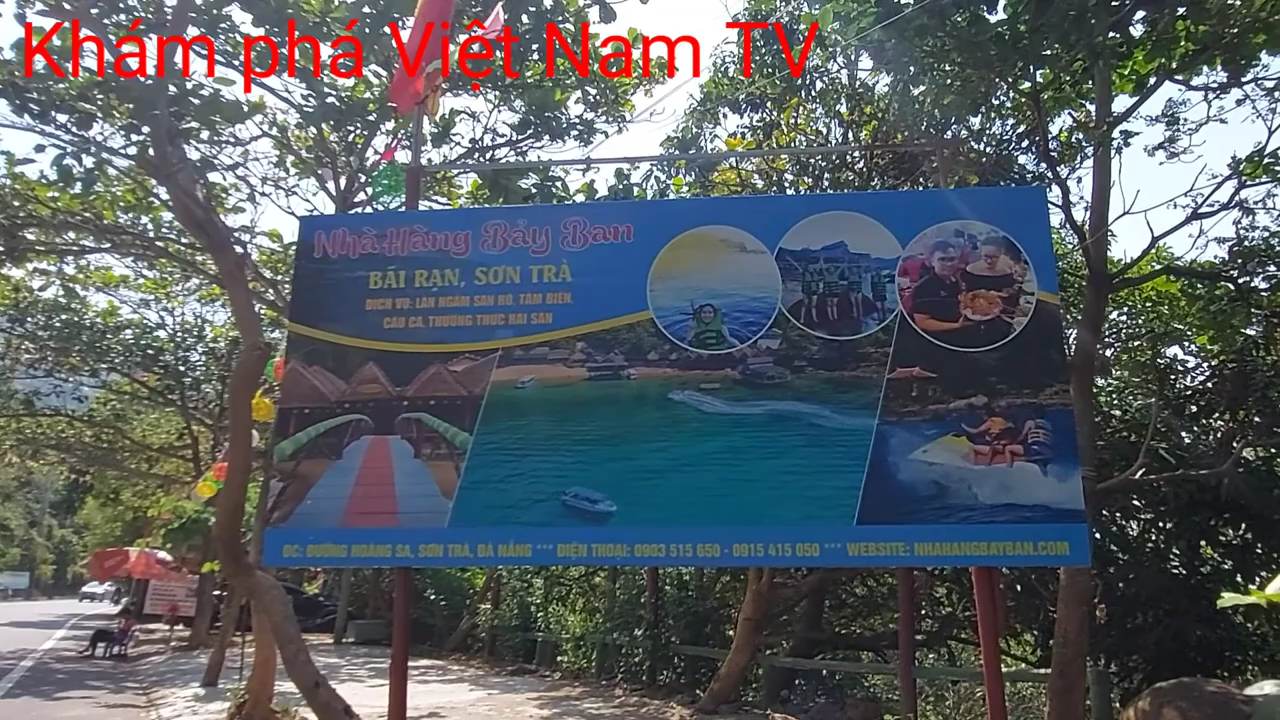 Khám phá Việt Nam TV
Nhà Hàng Bảy Ban
BÃI RẠN, SƠN TRÀ
DỊCH VỤ: LẶN NGẮM SAN HÔ, TẮM BIỂN,
CÂU CÁ, THƯỞNG THỨC HẢI SẢN
ĐC: ĐƯỜNG HOÀNG SA, SƠN TRÀ, ĐÀ NẴNG *** ĐIỆN THOẠI: 0903 515 650 - 0915 415 050 *** WEBSITE: NHAHANGBAYBAN.COM